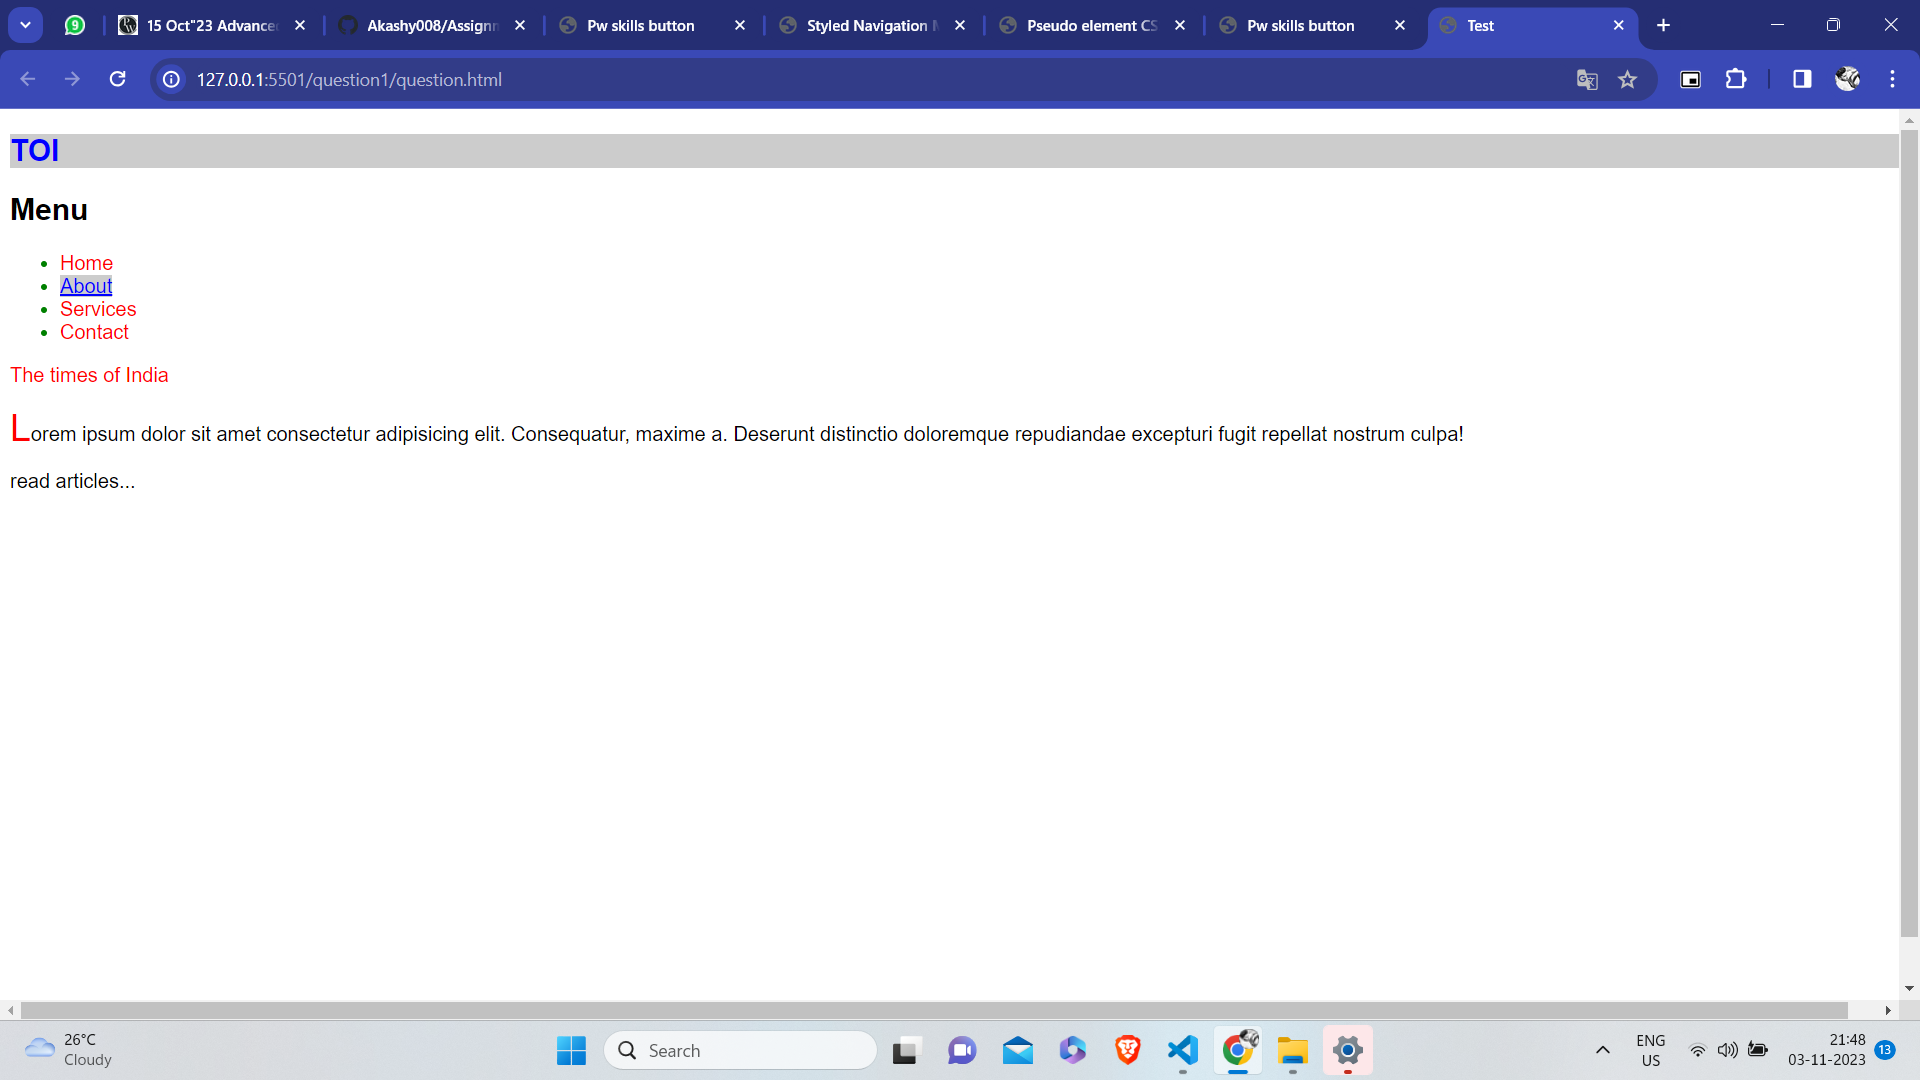 9
15 Oct"23 Advance
Akashy008/Assign
Pw skills button
Styled Navigation
Pseudo element CS
Pw skills button
Test
127.0.0.1:5501/question1/question.html
TOI
Menu
Home
About
Services
Contact
The times of India
Lorem ipsum dolor sit amet consectetur adipisicing elit. Consequatur, maxime a. Deserunt distinctio doloremque repudiandae excepturi fugit repellat nostrum culpa!
read articles...
26°C
Cloudy
Search
ENG
US
21:48
03-11-2023
13